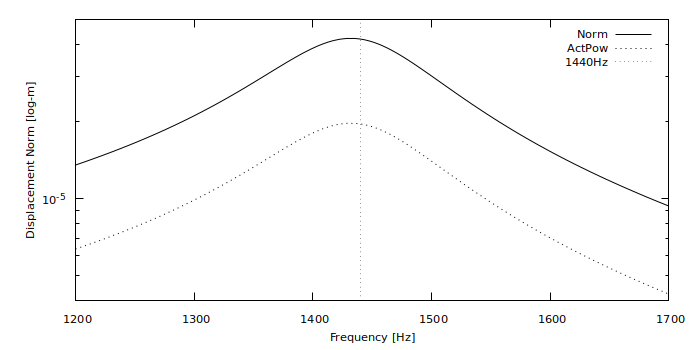 Norm
ActPow
1440Hz
Displacement Norm [log-m]
10-5
1200 1300 1400 1500 1600 1700
Frequency [Hz]